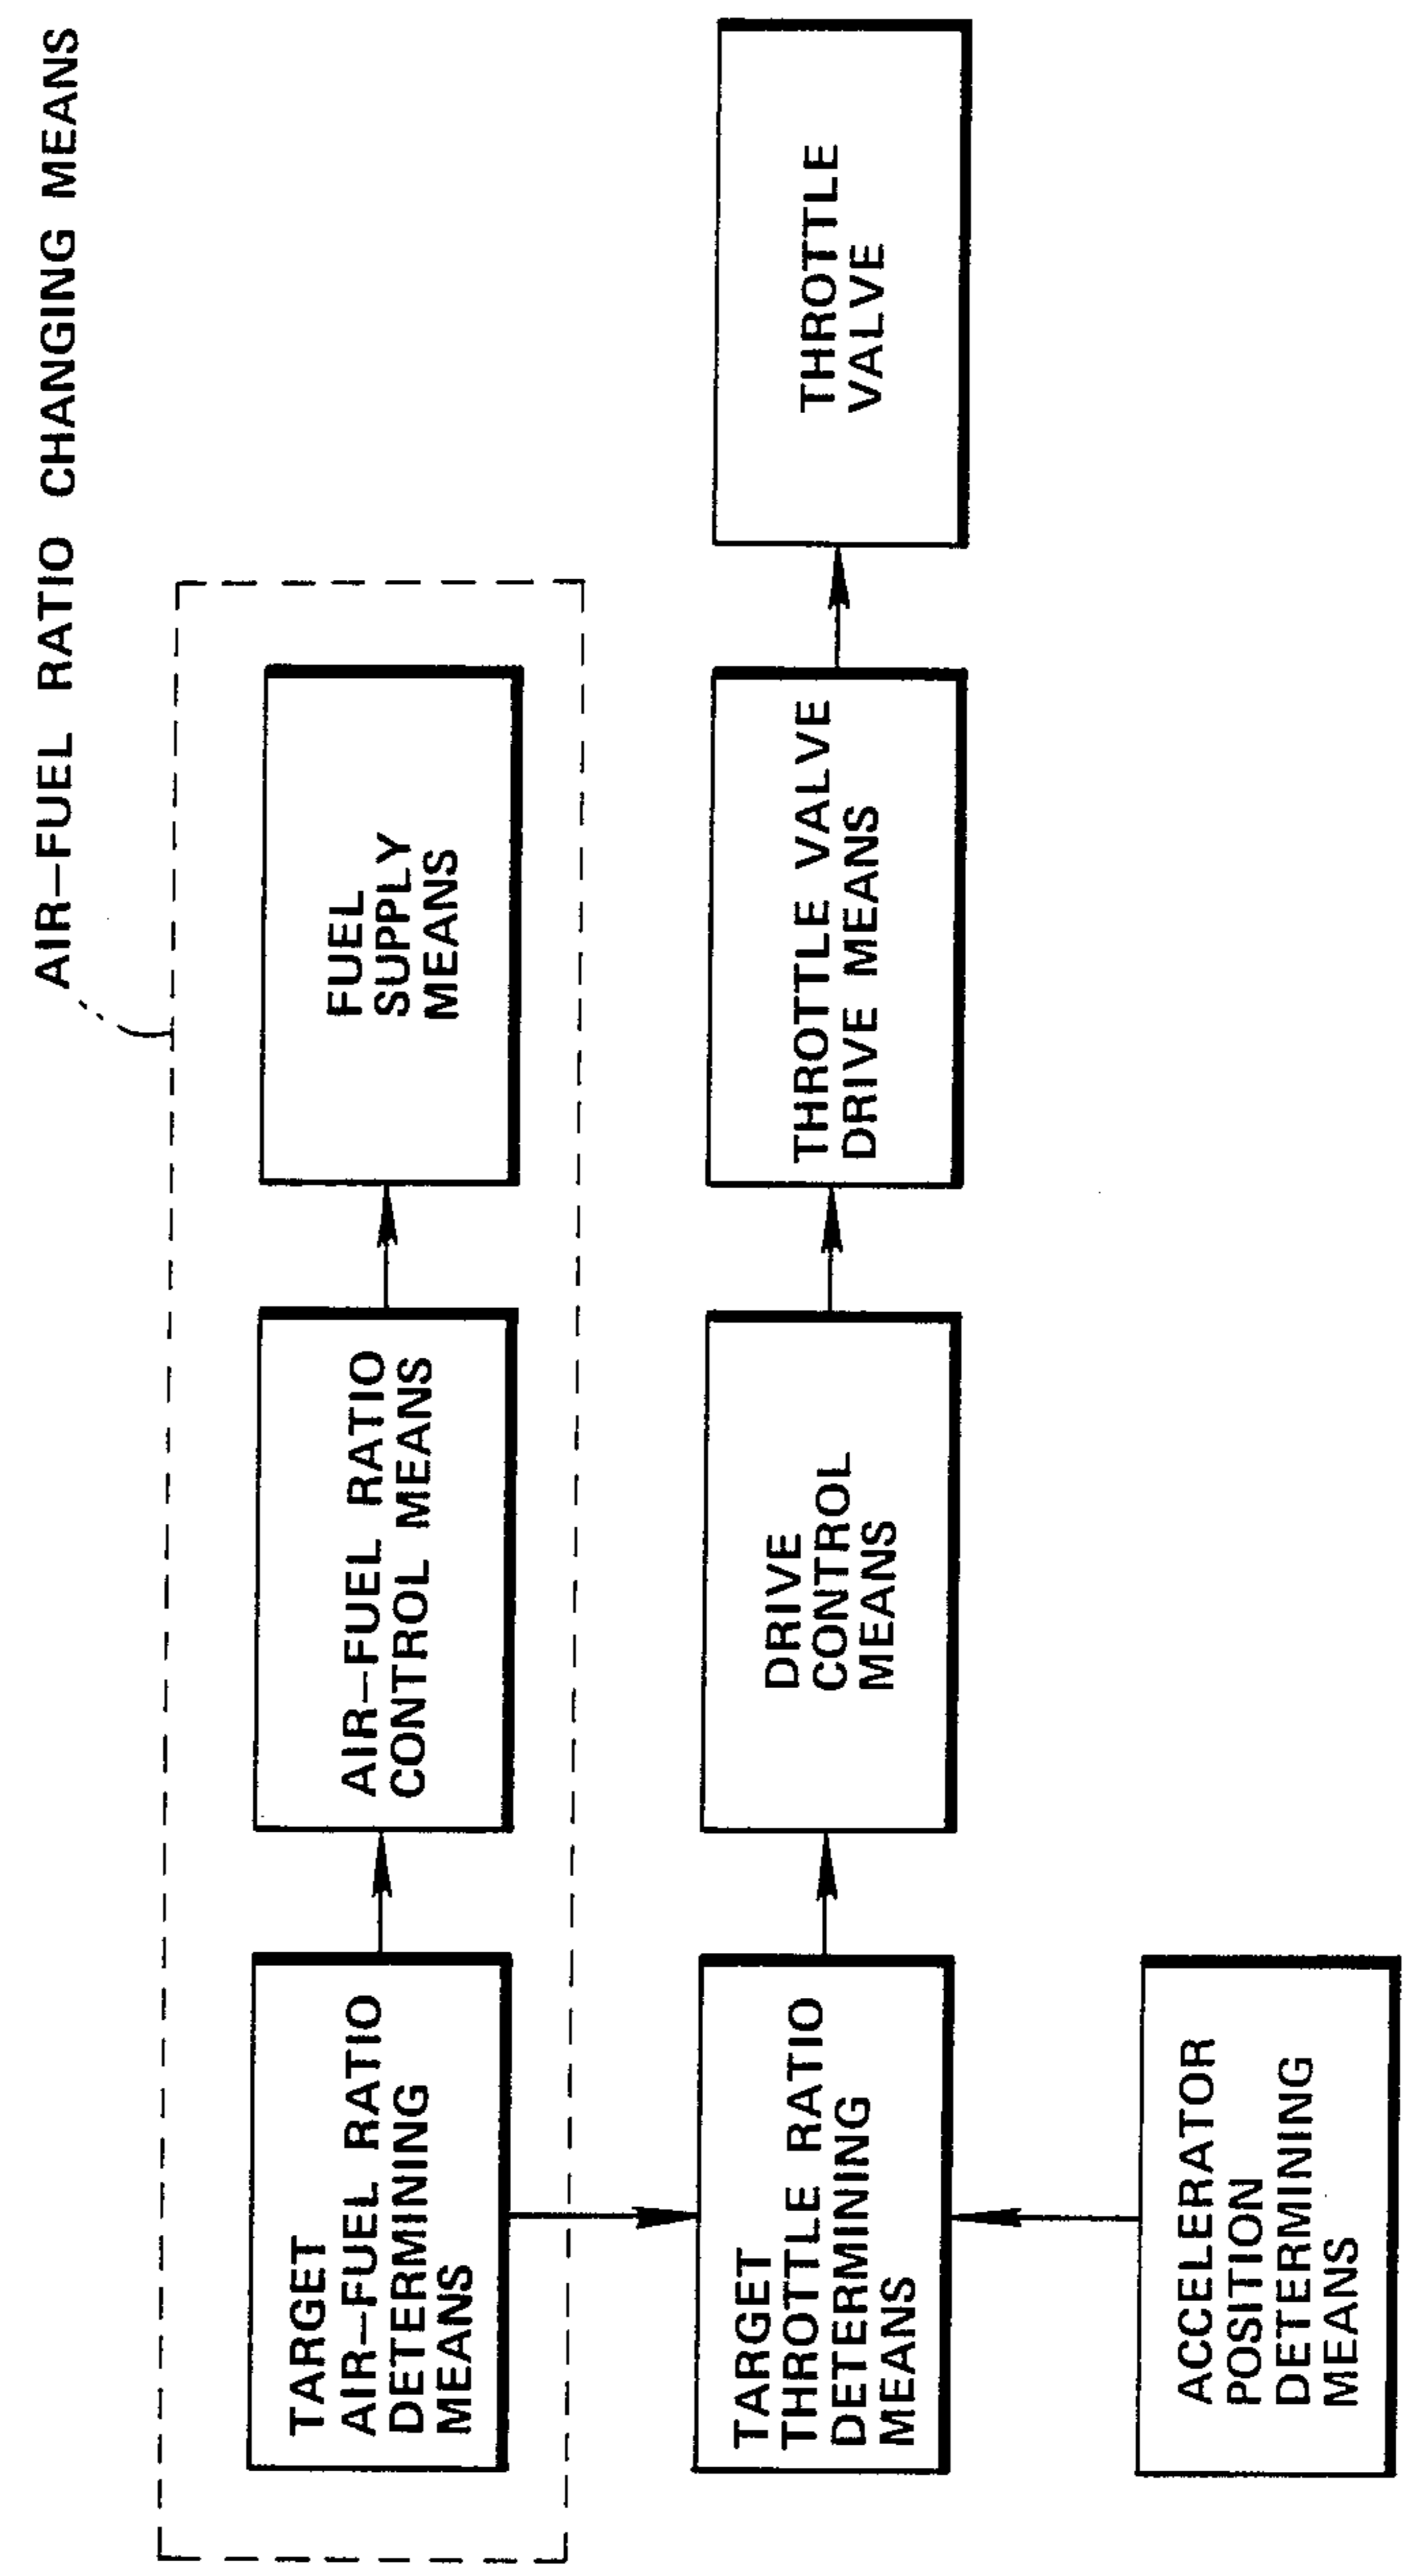 AIR–FUEL RATIO CHANGING MEANS
TARGET
AIR–FUEL RATIO
DETERMINING
MEANS
AIR–FUEL RATIO
CONTROL MEANS
FUEL
SUPPLY
MEANS
TARGET
THROTTLE RATIO
DETERMINING
MEANS
DRIVE
CONTROL
MEANS
THROTTLE VALVE
DRIVE MEANS
THROTTLE
VALVE
ACCELERATOR
POSITION
DETERMINING
MEANS